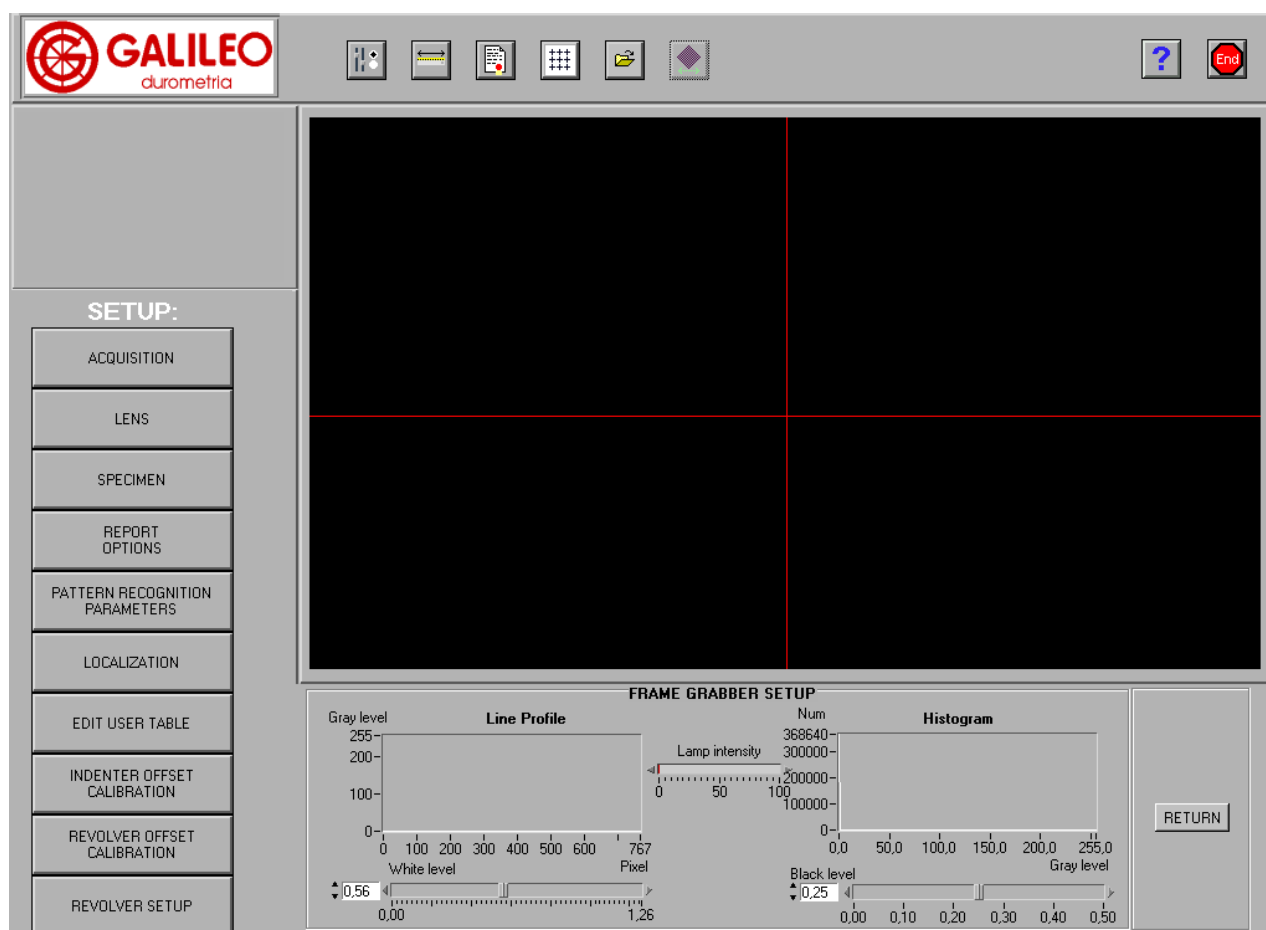 GALILEO
durometria
?
End
SETUP:
ACQUISITION
LENS
SPECIMEN
REPORT
OPTIONS
PATTERN RECOGNITION
PARAMETERS
LOCALIZATION
EDIT USER TABLE
INDENTER OFFSET
CALIBRATION
REVOLVER OFFSET
CALIBRATION
REVOLVER SETUP
FRAME GRABBER SETUP
Gray level
Line Profile
255
200
100
0
0 100 200 300 400 500 600 767
Pixel
White level
0,56
0,00 1,26
Lamp intensity
0 50 100
Num
Histogram
368640
300000
200000
100000
0
0,0 50,0 100,0 150,0 200,0 255,0
Gray level
Black level
0,25
0,00 0,10 0,20 0,30 0,40 0,50
RETURN